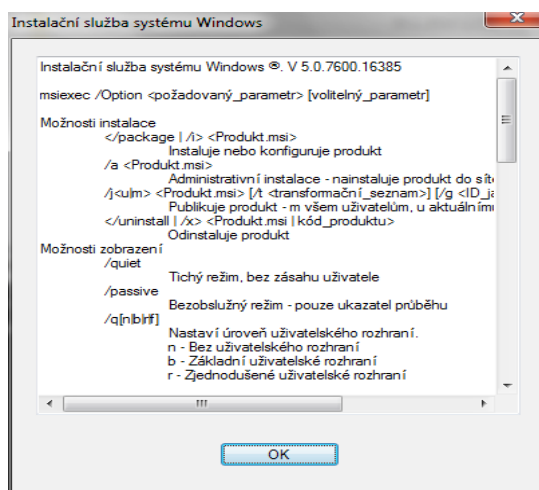 Instalační služba systému Windows
Instalační služba systému Windows ®. V 5.0.7600.16385
msiexec /Option <požadovaný_parametr> [volitelný_parametr]
Možnosti instalace
</package | /i> <Produkt.msi>
Instaluje nebo konfiguruje produkt
/a <Produkt.msi>
Administrativní instalace - nainstaluje produkt do sítě
/j<u|m> <Produkt.msi> [/t <transformační_seznam>] [/g <ID_ja
Publikuje produkt - m všem uživatelům, u aktuálnímu
</uninstall | /x> <Produkt.msi | kód_produktu>
Odinstaluje produkt
Možnosti zobrazení
/quiet
Tichý režim, bez zásahu uživatele
/passive
Bezobslužný režim - pouze ukazatel průběhu
/q[n|b|r|f]
Nastaví úroveň uživatelského rozhraní.
n - Bez uživatelského rozhraní
b - Základní uživatelské rozhraní
r - Zjednodušené uživatelské rozhraní
OK